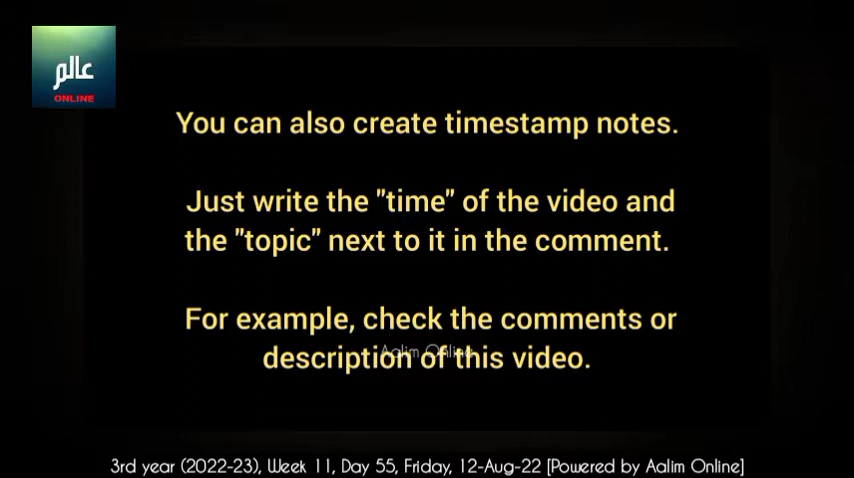 عالم
ONLINE
You can also create timestamp notes.
Just write the "time" of the video and
the "topic" next to it in the comment.
For example, check the comments or
Aalim Online
description of this video.
3rd year (2022-23), Week 11, Day 55, Friday, 12-Aug-22 [Powered by Aalim Online]